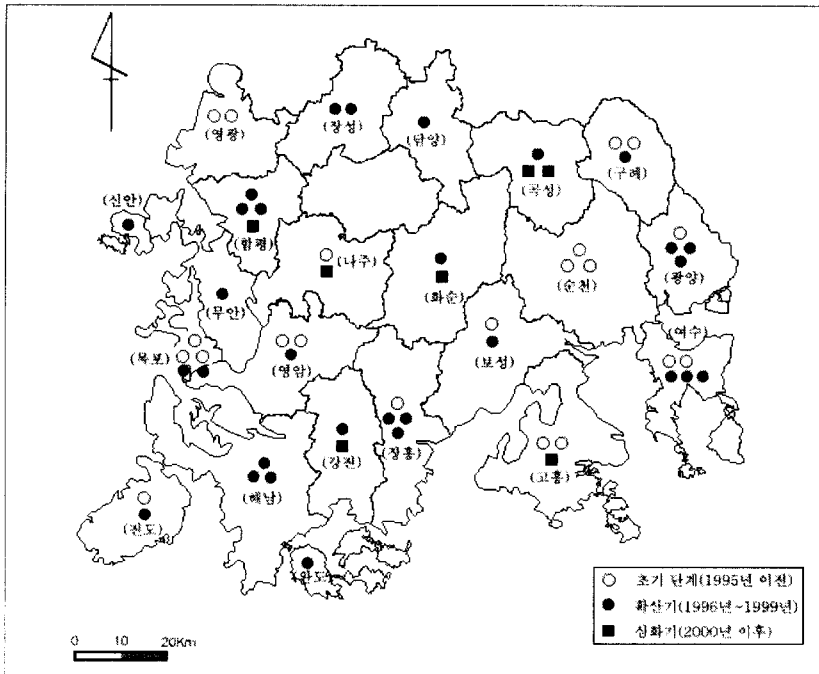 (영광)
(장성)
(담양)
(곡성)
(구례)
(신안)
(함평)
(나주)
(화순)
(순천)
(광양)
(무안)
(여수)
(목포)
(영암)
(보성)
(강진)
(장흥)
(고흥)
(해남)
(진도)
(완도)
○ 초기 단계(1995년 이전)
● 확산기(1996년~1999년)
■ 심화기(2000년 이후)
0 10 20Km